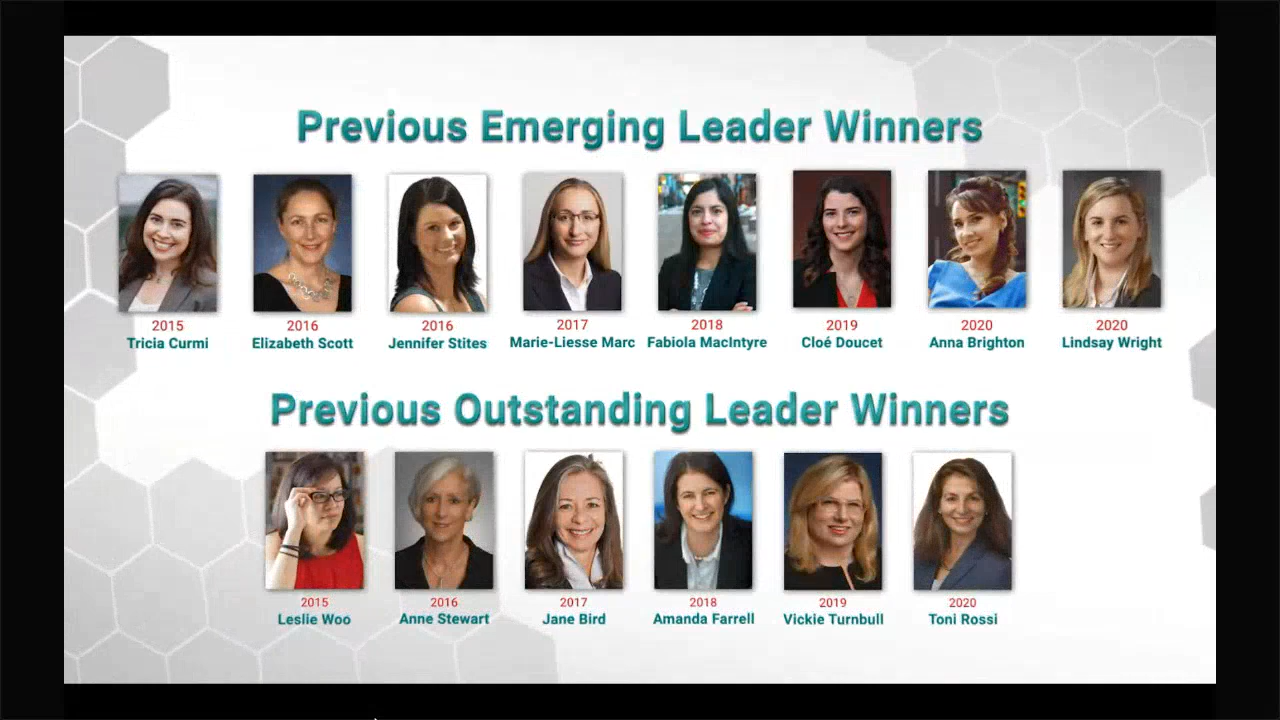 Previous Emerging Leader Winners
2015 2016 2016 2017 2018 2019 2020 2020
Tricia Curmi Elizabeth Scott Jennifer Stites Marie-Liesse Marc Fabiola MacIntyre Cloé Doucet Anna Brighton Lindsay Wright
Previous Outstanding Leader Winners
2015 2016 2017 2018 2019 2020
Leslie Woo Anne Stewart Jane Bird Amanda Farrell Vickie Turnbull Toni Rossi